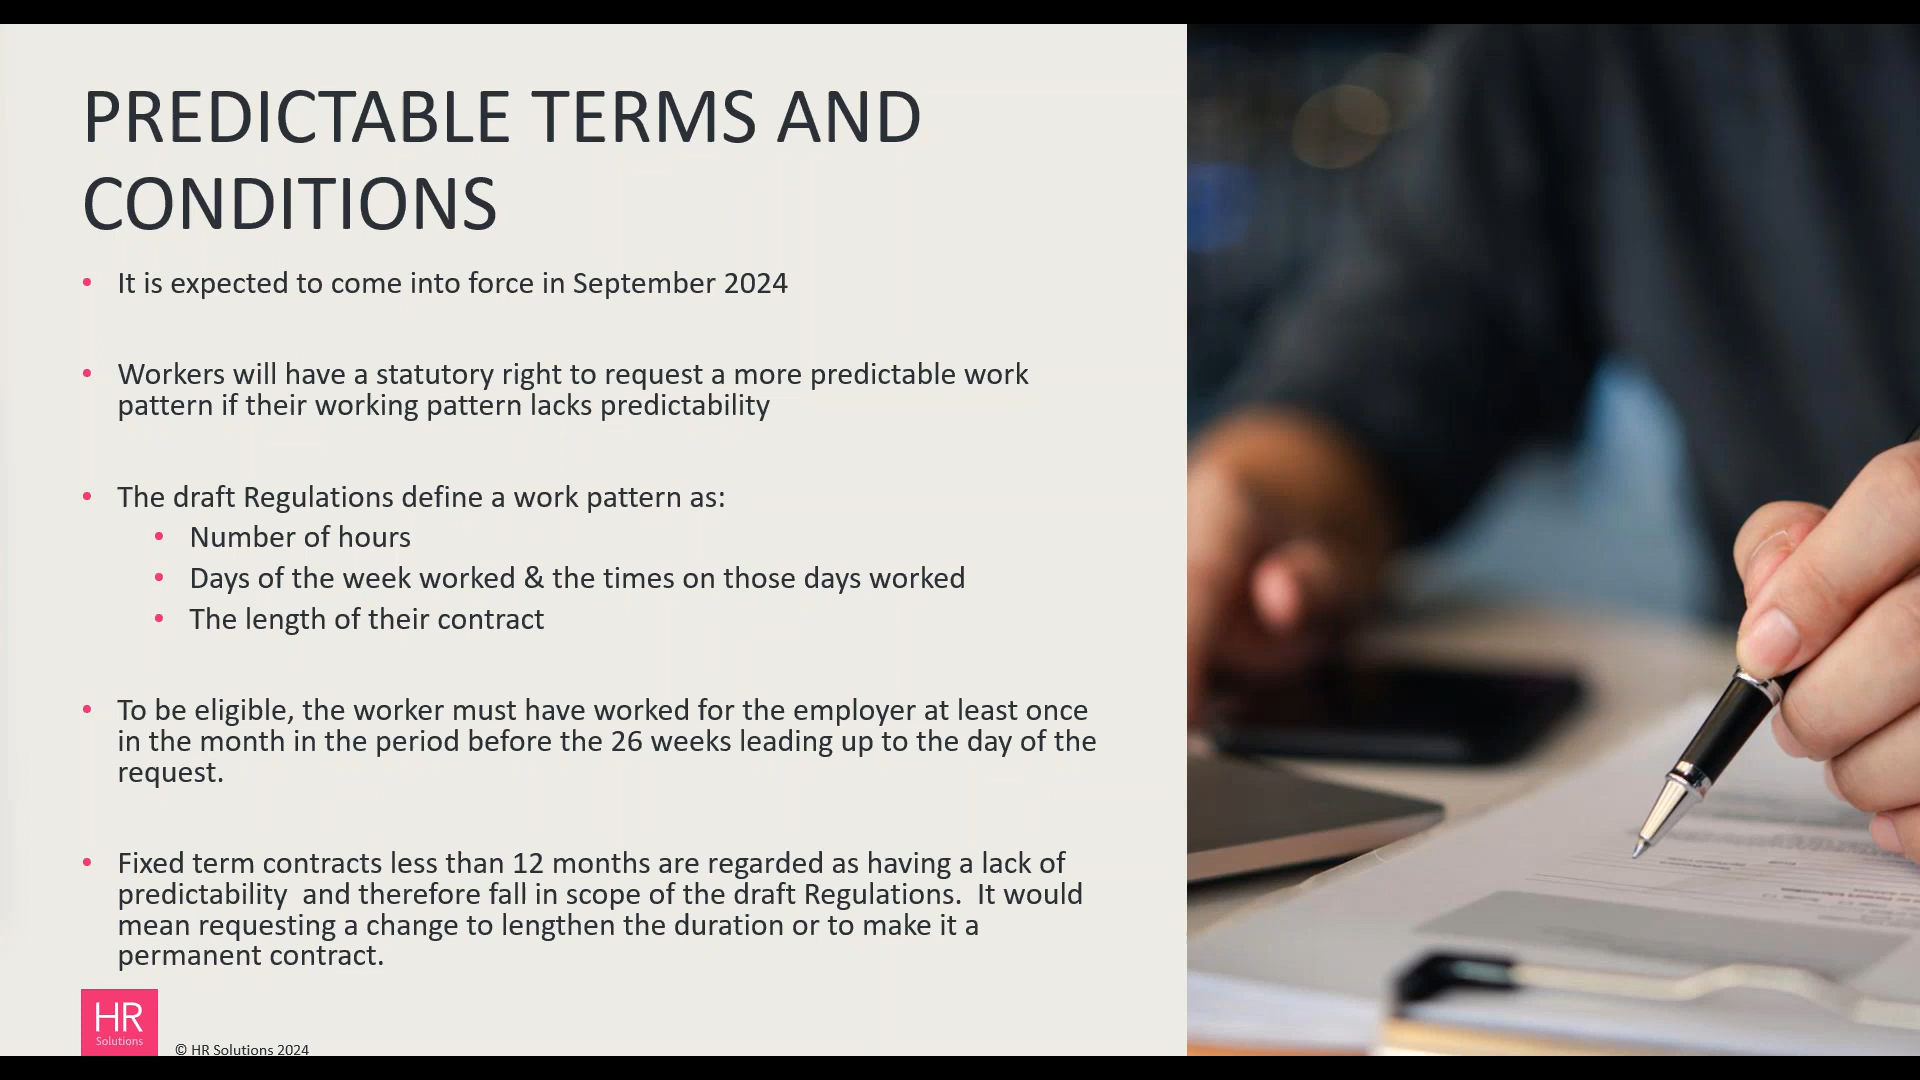 PREDICTABLE TERMS AND
CONDITIONS
• It is expected to come into force in September 2024
• Workers will have a statutory right to request a more predictable work
pattern if their working pattern lacks predictability
• The draft Regulations define a work pattern as:
• Number of hours
• Days of the week worked & the times on those days worked
• The length of their contract
• To be eligible, the worker must have worked for the employer at least once
in the month in the period before the 26 weeks leading up to the day of the
request.
• Fixed term contracts less than 12 months are regarded as having a lack of
predictability  and therefore fall in scope of the draft Regulations.  It would
mean requesting a change to lengthen the duration or to make it a
permanent contract.
HR
Solutions
© HR Solutions 2024